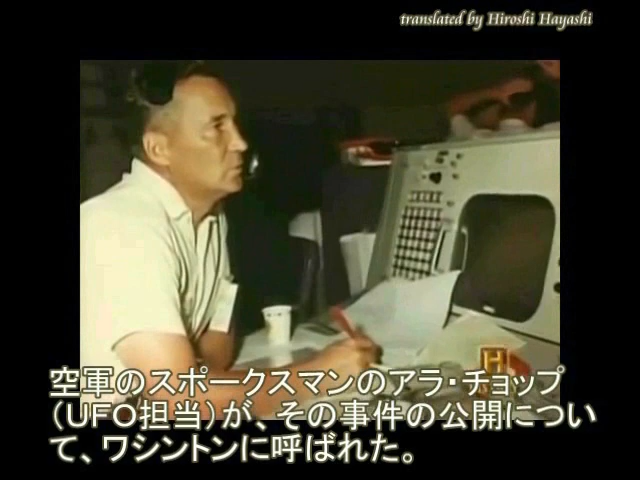 translated by Hiroshi Hayashi
H
空軍のスポークスマンのアラ・チョップ
（ＵＦＯ担当）が、その事件の公開につい
て、ワシントンに呼ばれた。